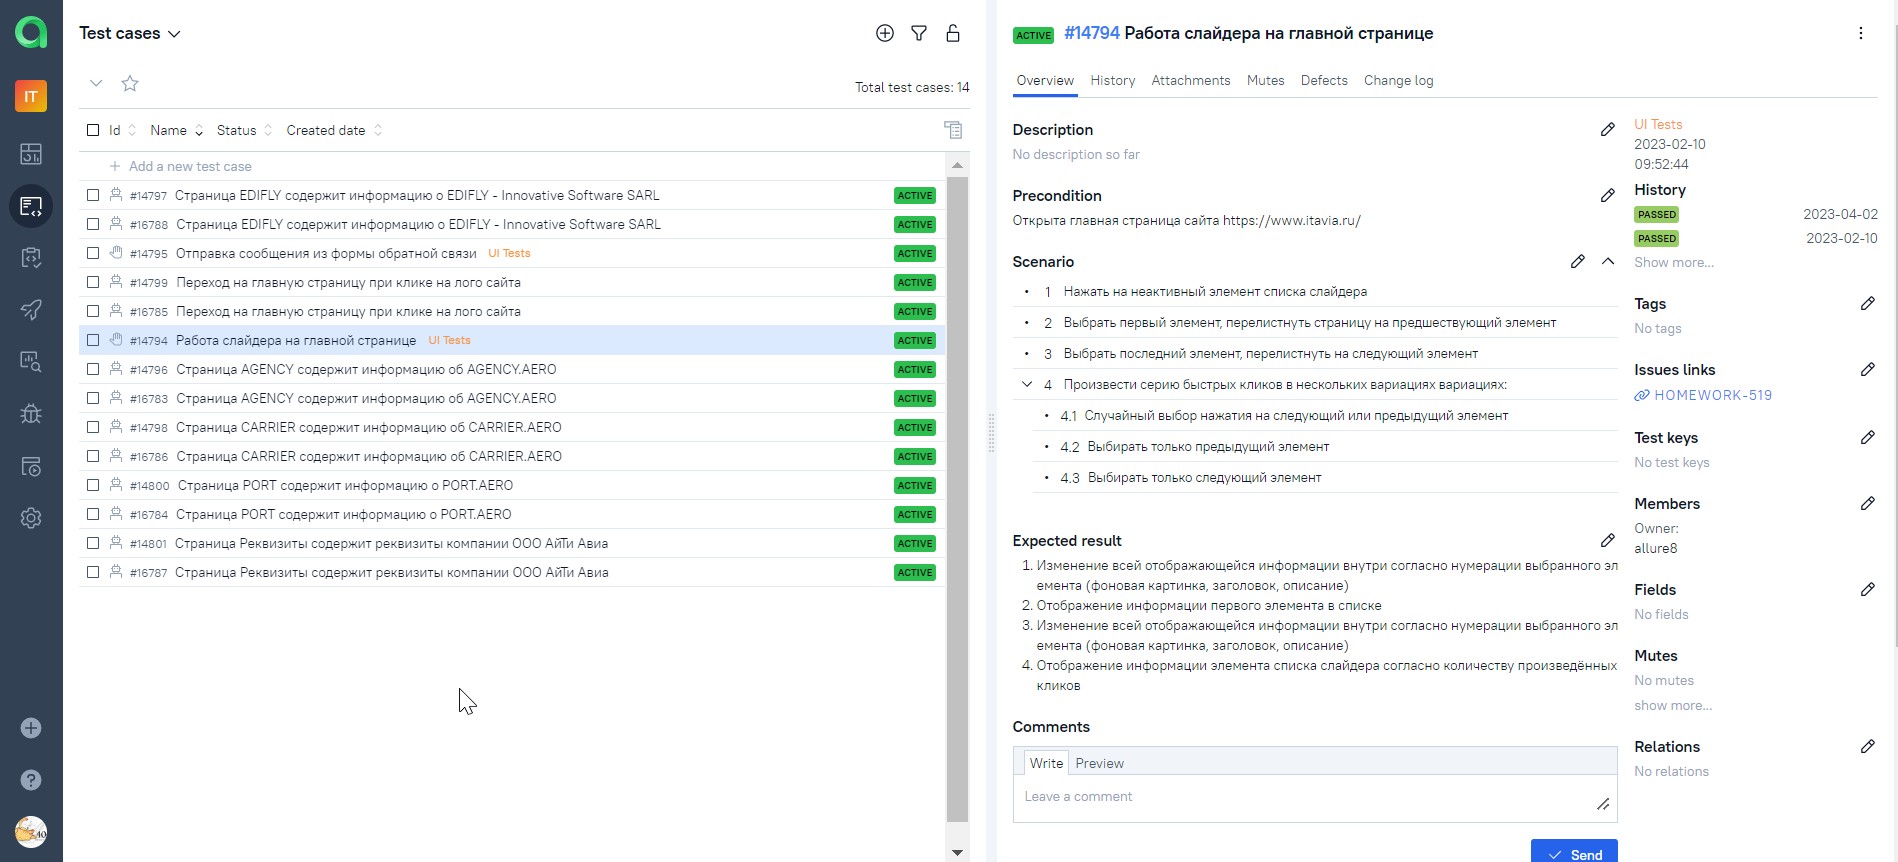 Test cases
Total test cases: 14
IT
Id Name Status Created date
Add a new test case
#14797 Страница EDIFLY содержит информацию о EDIFLY - Innovative Software SARL ACTIVE
#16788 Страница EDIFLY содержит информацию о EDIFLY - Innovative Software SARL ACTIVE
#14795 Отправка сообщения из формы обратной связи UI Tests ACTIVE
#14799 Переход на главную страницу при клике на лого сайта ACTIVE
#16785 Переход на главную страницу при клике на лого сайта ACTIVE
#14794 Работа слайдера на главной странице UI Tests ACTIVE
#14796 Страница AGENCY содержит информацию об AGENCY.AERO ACTIVE
#16783 Страница AGENCY содержит информацию об AGENCY.AERO ACTIVE
#14798 Страница CARRIER содержит информацию об CARRIER.AERO ACTIVE
#16786 Страница CARRIER содержит информацию об CARRIER.AERO ACTIVE
#14800 Страница PORT содержит информацию о PORT.AERO ACTIVE
#16784 Страница PORT содержит информацию о PORT.AERO ACTIVE
#14801 Страница Реквизиты содержит реквизиты компании ООО АйТи Авиа ACTIVE
#16787 Страница Реквизиты содержит реквизиты компании ООО АйТи Авиа ACTIVE
ACTIVE #14794 Работа слайдера на главной странице
Overview History Attachments Mutes Defects Change log
Description
No description so far
Precondition
Открыта главная страница сайта https://www.itavia.ru/
Scenario
• 1 Нажать на неактивный элемент списка слайдера
• 2 Выбрать первый элемент, перелистнуть страницу на предшествующий элемент
• 3 Выбрать последний элемент, перелистнуть на следующий элемент
4 Произвести серию быстрых кликов в нескольких вариациях вариациях:
• 4.1 Случайный выбор нажатия на следующий или предыдущий элемент
• 4.2 Выбирать только предыдущий элемент
• 4.3 Выбирать только следующий элемент
Expected result
1. Изменение всей отображающейся информации внутри согласно нумерации выбранного эл
емента (фоновая картинка, заголовок, описание)
2. Отображение информации первого элемента в списке
3. Изменение всей отображающейся информации внутри согласно нумерации выбранного эл
емента (фоновая картинка, заголовок, описание)
4. Отображение информации элемента списка слайдера согласно количеству произведённых
кликов
Comments
Write Preview
Leave a comment
Send
UI Tests
2023-02-10
09:52:44
History
PASSED 2023-04-02
PASSED 2023-02-10
Show more...
Tags
No tags
Issues links
HOMEWORK-519
Test keys
No test keys
Members
Owner:
allure8
Fields
No fields
Mutes
No mutes
show more...
Relations
No relations